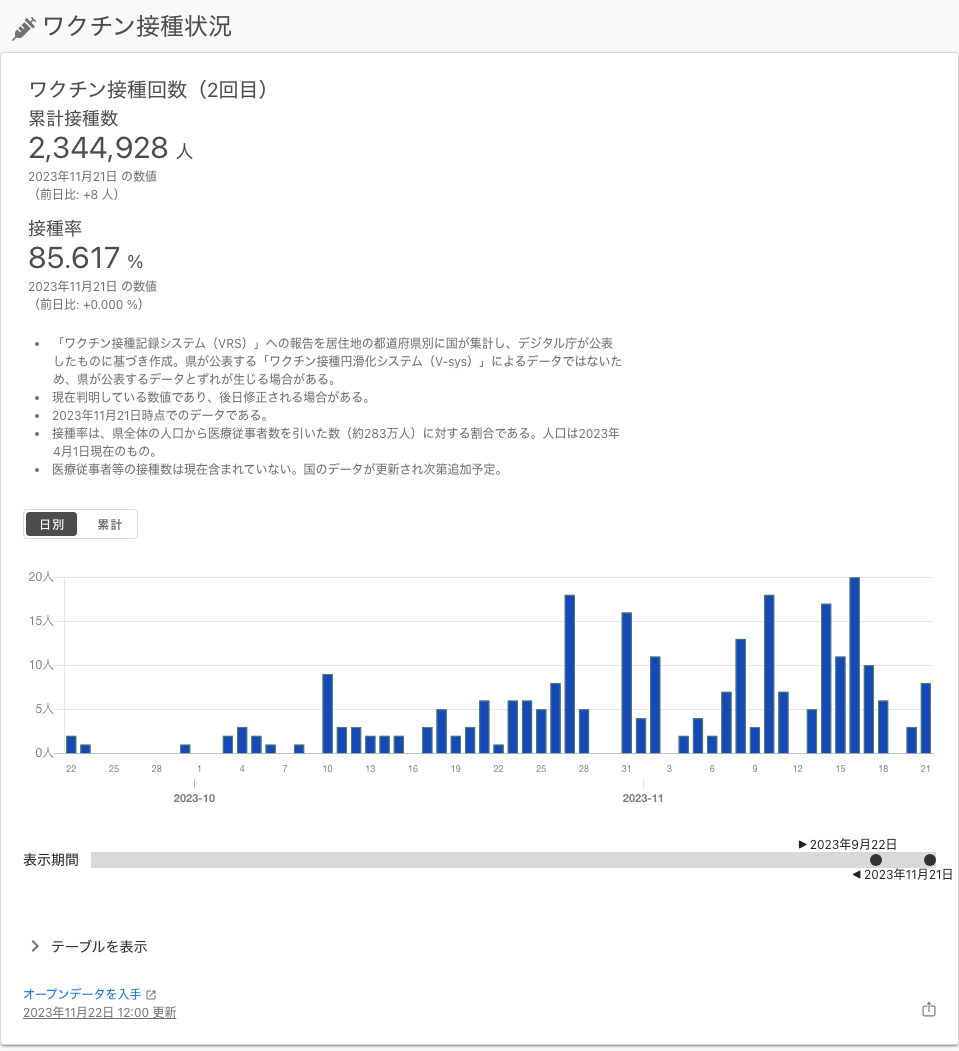 ワクチン接種状況
ワクチン接種回数（2回目）
累計接種数
2,344,928 人
2023年11月21日 の数値
（前日比: +8 人）
接種率
85.617 %
2023年11月21日 の数値
（前日比: +0.000 %）
• 「ワクチン接種記録システム（VRS）」への報告を居住地の都道府県別に国が集計し、デジタル庁が公表
したものに基づき作成。県が公表する「ワクチン接種円滑化システム（V-sys）」によるデータではないた
め、県が公表するデータとずれが生じる場合がある。
• 現在判明している数値であり、後日修正される場合がある。
• 2023年11月21日時点でのデータである。
• 接種率は、県全体の人口から医療従事者数を引いた数（約283万人）に対する割合である。人口は2023年
4月1日現在のもの。
• 医療従事者等の接種数は現在含まれていない。国のデータが更新され次第追加予定。
日別 累計
20人
15人
10人
5人
0人
22 25 28 1 4 7 10 13 16 19 22 25 28 31 3 6 9 12 15 18 21
2023-10 2023-11
▶ 2023年9月22日
表示期間
◀ 2023年11月21日
テーブルを表示
オープンデータを入手
2023年11月22日 12:00 更新